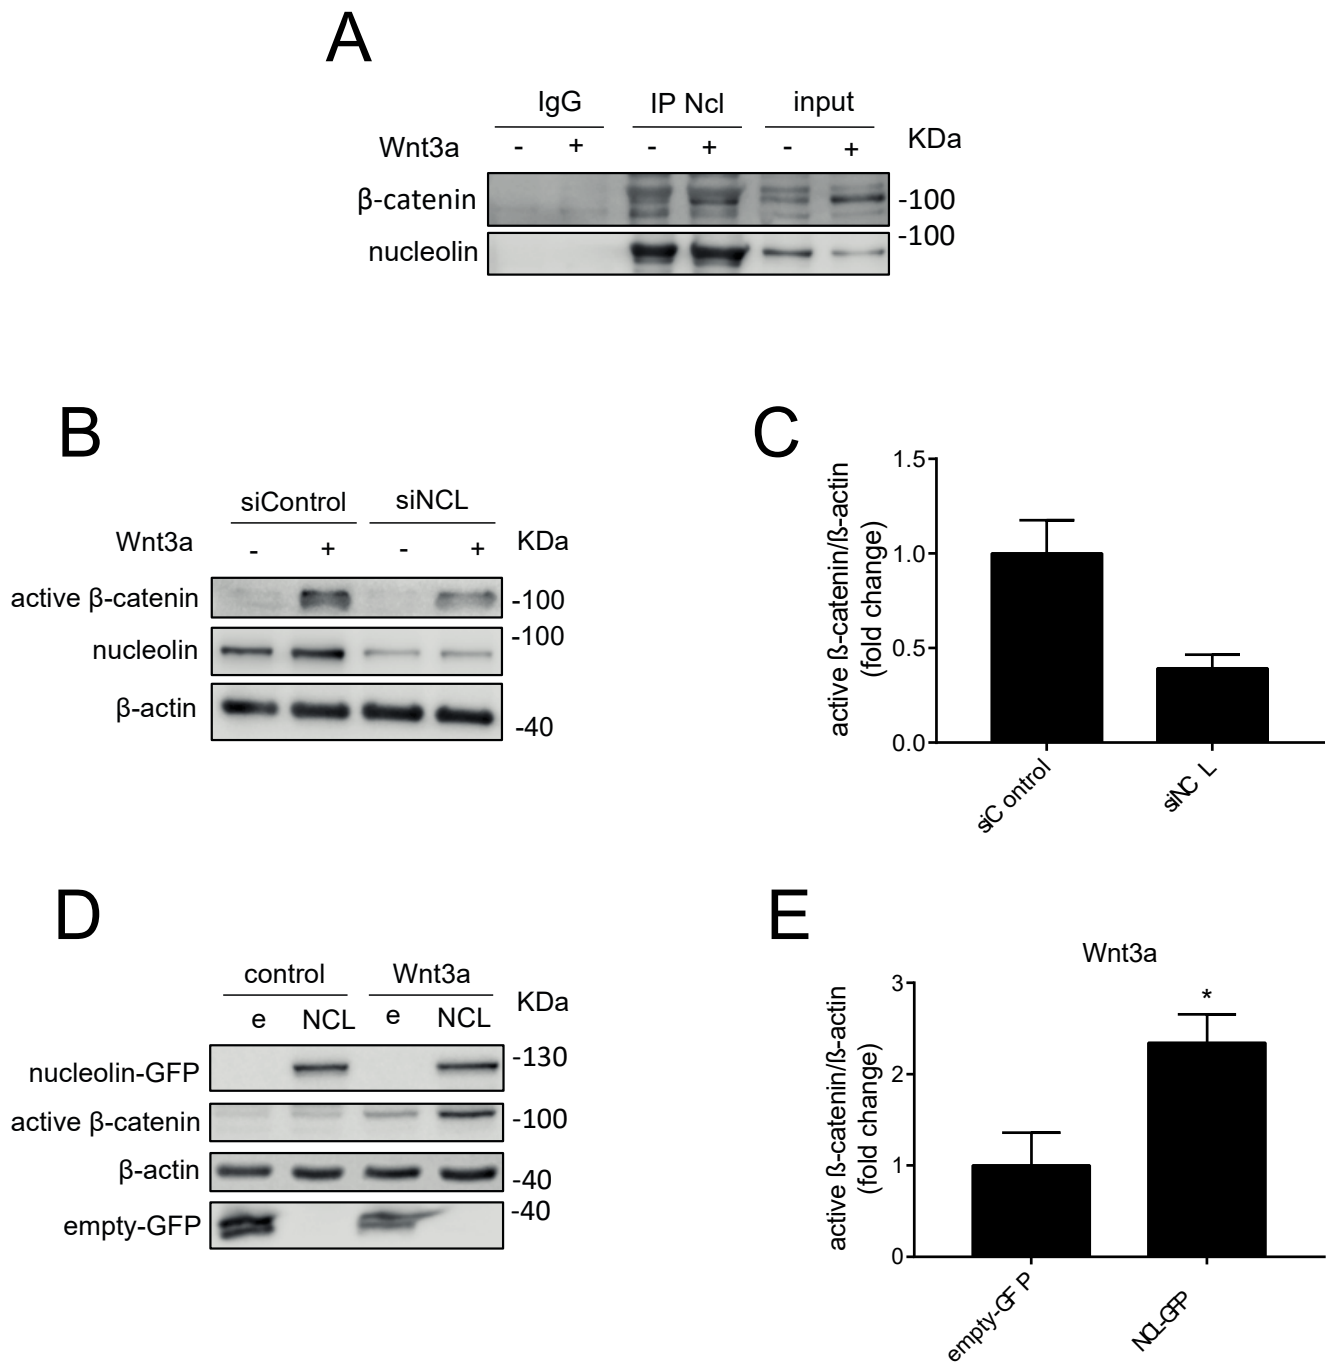 A
IgG IP Ncl input
Wnt3a - + - + - + KDa
β-catenin -100
-100
nucleolin
B
siControl siNCL
Wnt3a - + - + KDa
active β-catenin -100
-100
nucleolin
β-actin
-40
C
active ß-catenin/ß-actin
(fold change)
1.5
1.0
0.5
0.0
siC ontrol
siNC L
D
control Wnt3a
e NCL e NCL KDa
nucleolin-GFP -130
active β-catenin -100
β-actin -40
empty-GFP -40
E
Wnt3a
active ß-catenin/ß-actin
(fold change)
3
2
1
0
*
empty-GF P
NCL-GFP